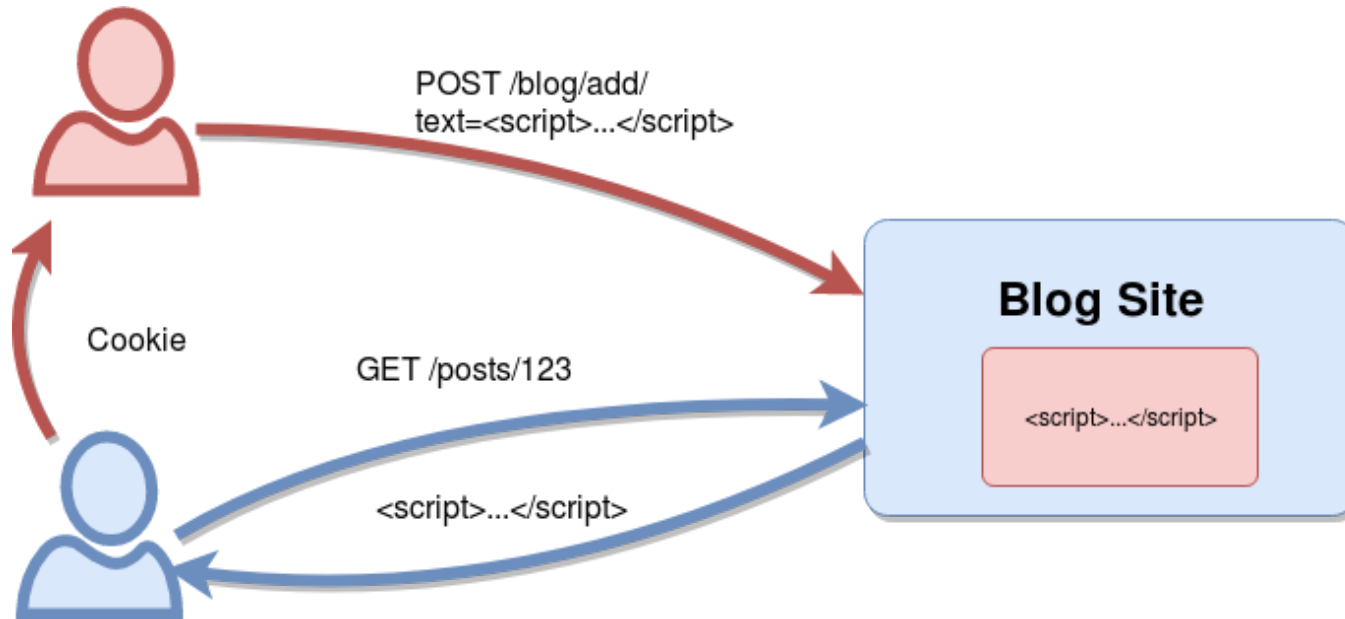 POST /blog/add/
text=<script>...</script>
Blog Site
<script>...</script>
Cookie
GET /posts/123
<script>...</script>